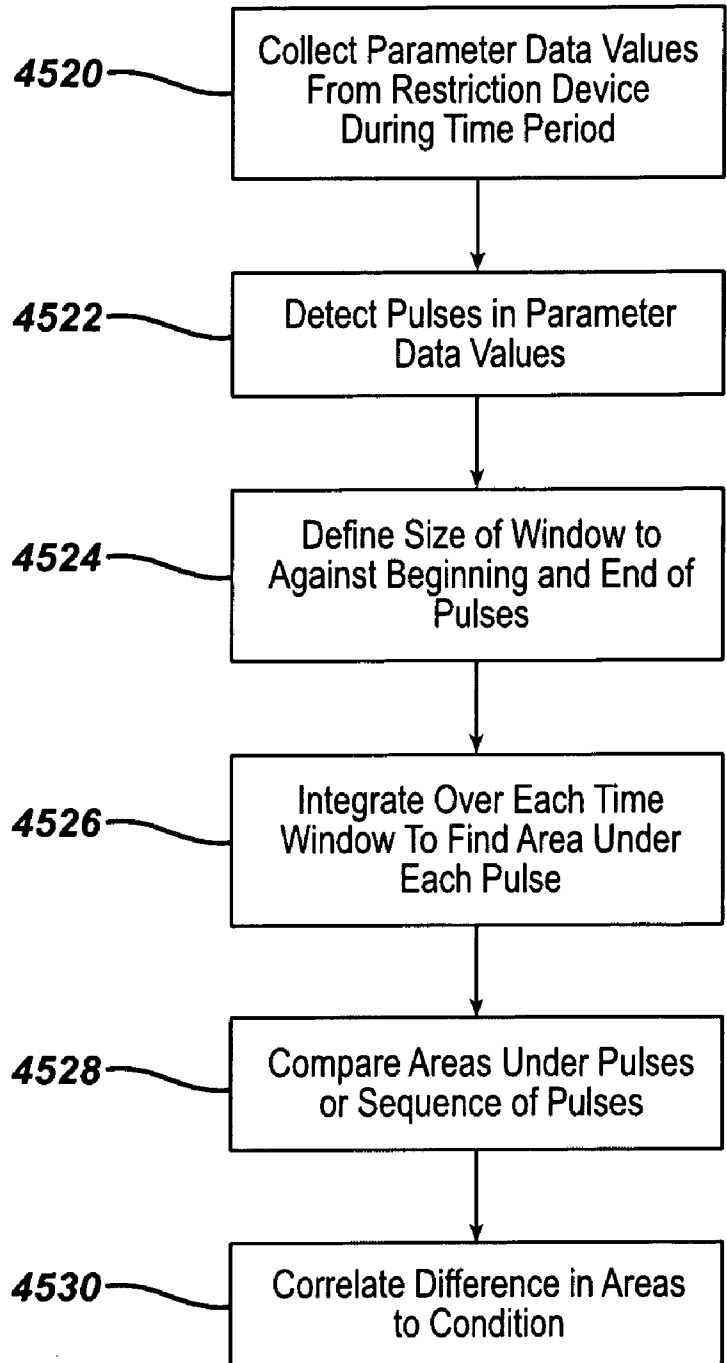 4520
Collect Parameter Data Values
From Restriction Device
During Time Period
4522
Detect Pulses in Parameter
Data Values
4524
Define Size of Window to
Against Beginning and End of
Pulses
4526
Integrate Over Each Time
Window To Find Area Under
Each Pulse
4528
Compare Areas Under Pulses
or Sequence of Pulses
4530
Correlate Difference in Areas
to Condition